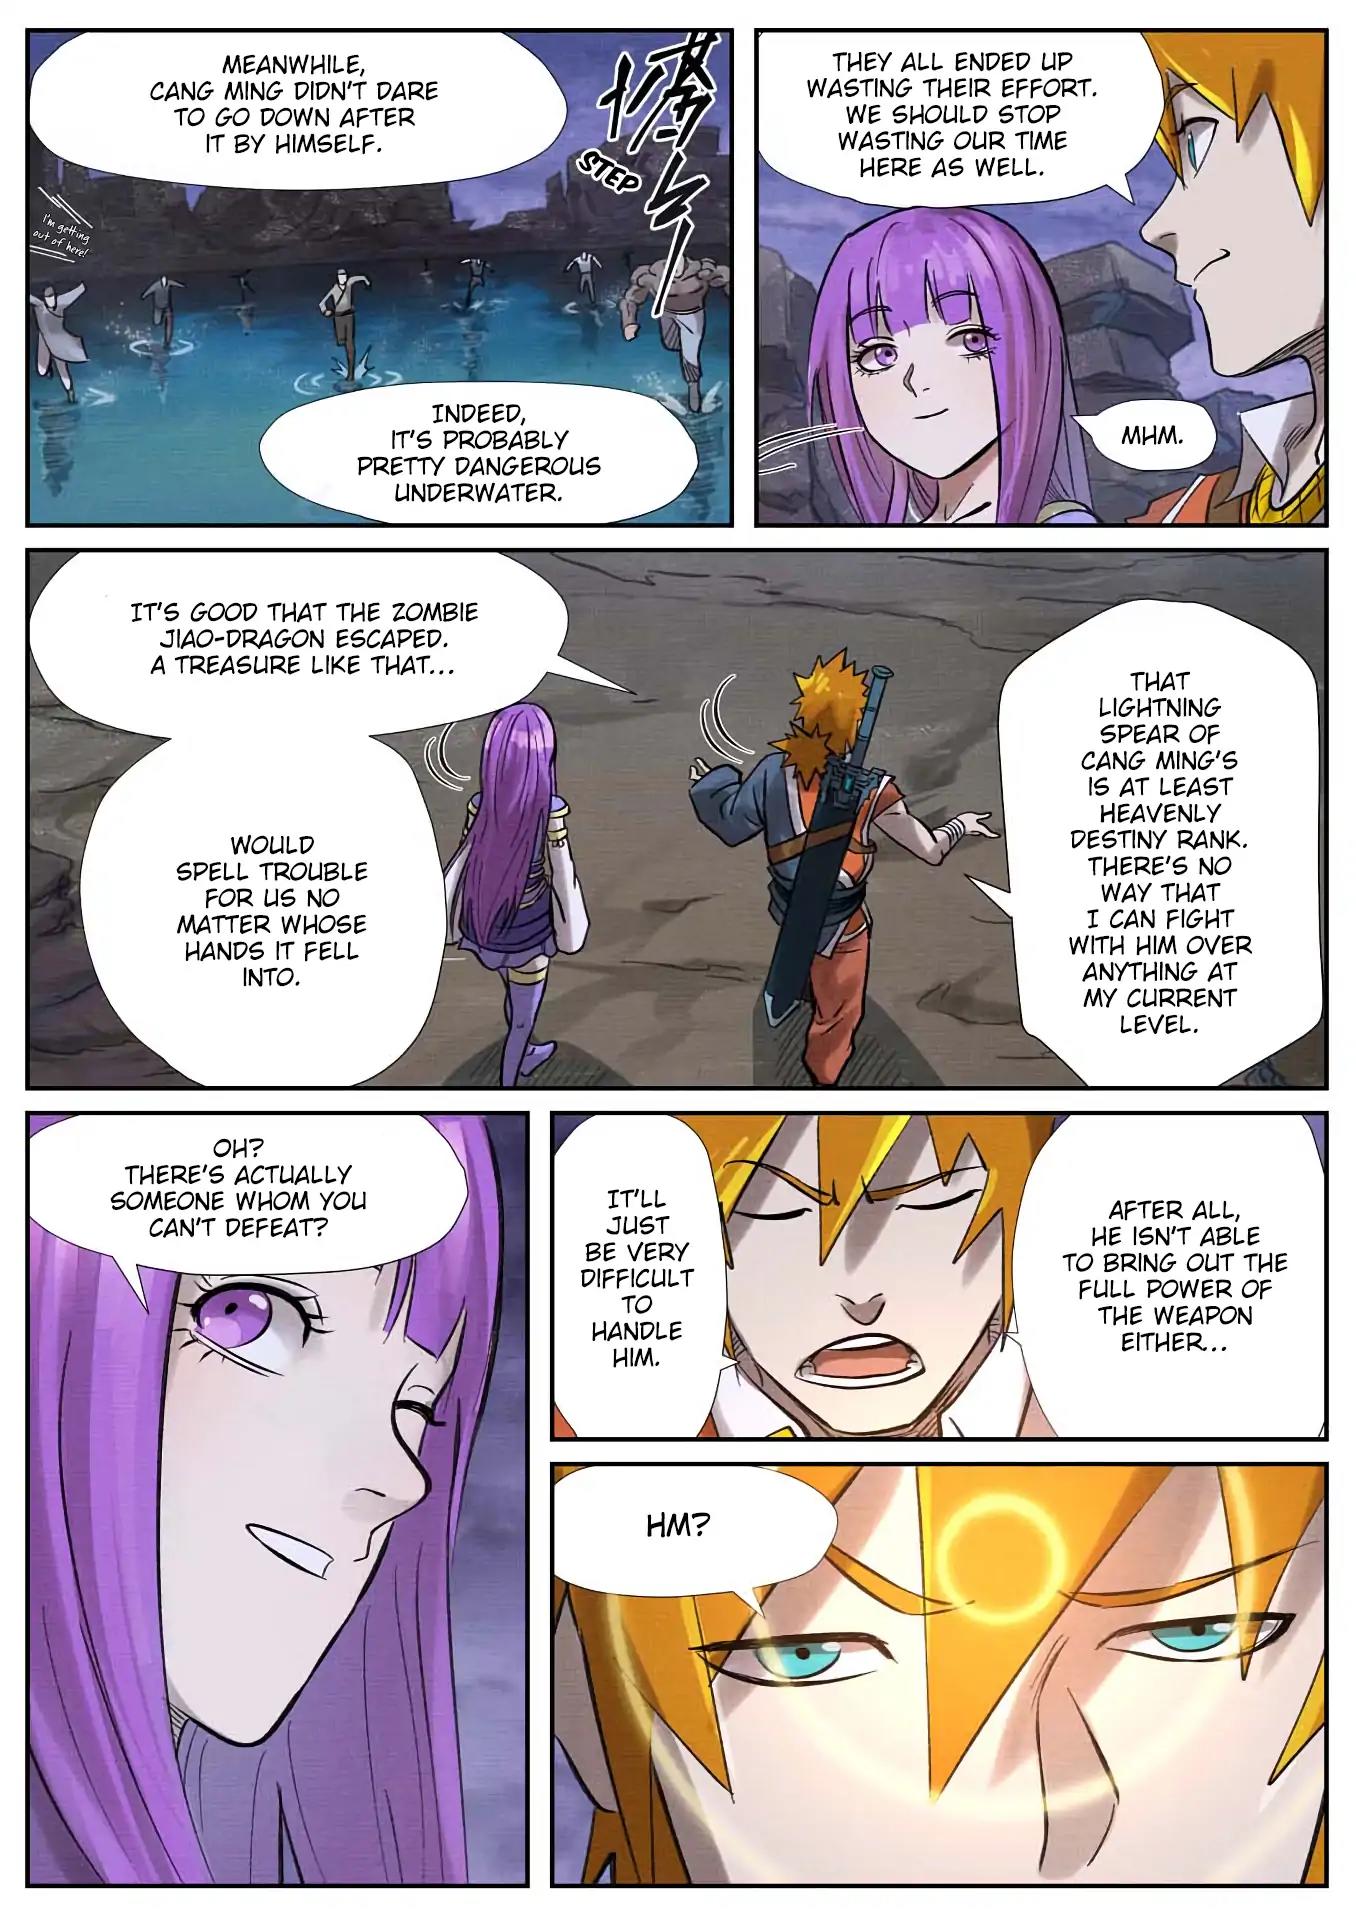 MEANWHILE,
CANG MING DIDN'T DARE
TO GO DOWN AFTER
IT BY HIMSELF.
STEP
I'm getting
out of here!
INDEED,
IT'S PROBABLY
PRETTY DANGEROUS
UNDERWATER.
THEY ALL ENDED UP
WASTING THEIR EFFORT.
WE SHOULD STOP
WASTING OUR TIME
HERE AS WELL.
MHM.
IT'S GOOD THAT THE ZOMBIE
JIAO-DRAGON ESCAPED.
A TREASURE LIKE THAT...
WOULD
SPELL TROUBLE
FOR US NO
MATTER WHOSE
HANDS IT FELL
INTO.
THAT
LIGHTNING
SPEAR OF
CANG MING'S
IS AT LEAST
HEAVENLY
DESTINY RANK.
THERE'S NO
WAY THAT
I CAN FIGHT
WITH HIM OVER
ANYTHING AT
MY CURRENT
LEVEL.
OH?
THERE'S ACTUALLY
SOMEONE WHOM YOU
CAN'T DEFEAT?
IT'LL
JUST
BE VERY
DIFFICULT
TO
HANDLE
HIM.
AFTER ALL,
HE ISN'T ABLE
TO BRING OUT THE
FULL POWER OF
THE WEAPON
EITHER...
HM?